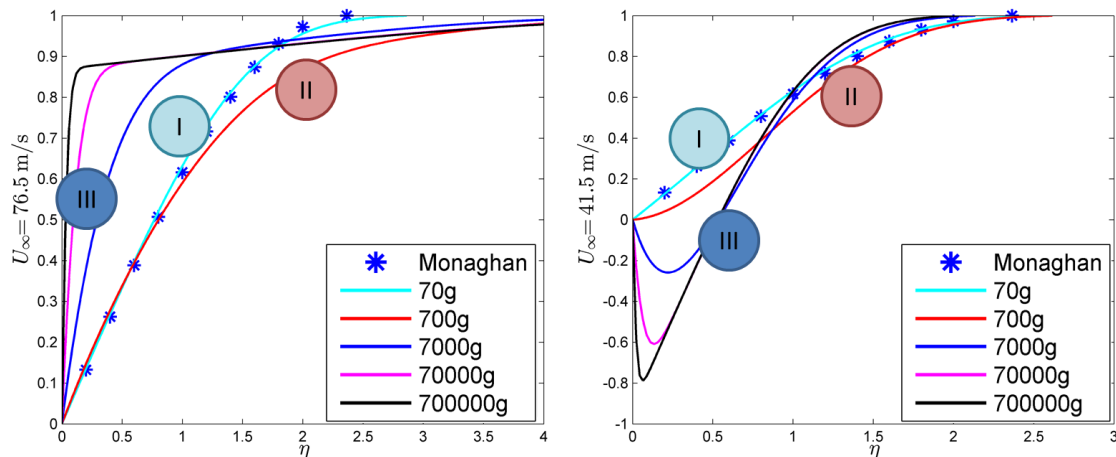 U∞= 76.5 m/s
1
0.9
0.8
0.7
0.6
0.5
0.4
0.3
0.2
0.1
0
I
II
III
Monaghan
70g
700g
7000g
70000g
700000g
0 0.5 1 1.5 2 2.5 3 3.5 4
η
U∞= 41.5 m/s
1
0.8
0.6
0.4
0.2
0
-0.2
-0.4
-0.6
-0.8
-1
I
II
III
Monaghan
70g
700g
7000g
70000g
700000g
0 0.5 1 1.5 2 2.5 3
η